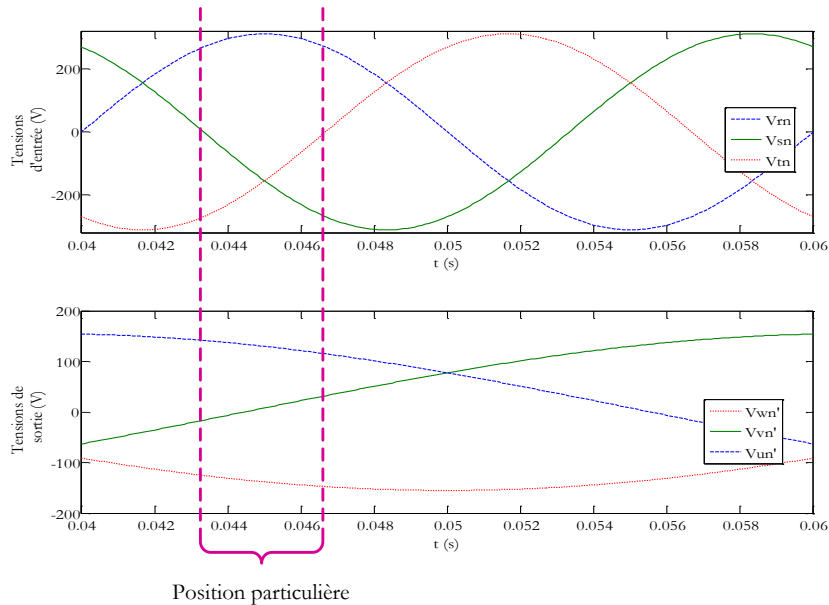 Tensions
d'entrée (V)
200
0
-200
Vrn
Vsn
Vtn
0.04 0.042 0.044 0.046 0.048 0.05 0.052 0.054 0.056 0.058 0.06
t (s)
Tensions de
sortie (V)
200
100
0
-100
-200
Vwn'
Vvn'
Vun'
0.04 0.042 0.044 0.046 0.048 0.05 0.052 0.054 0.056 0.058 0.06
t (s)
Position particulière